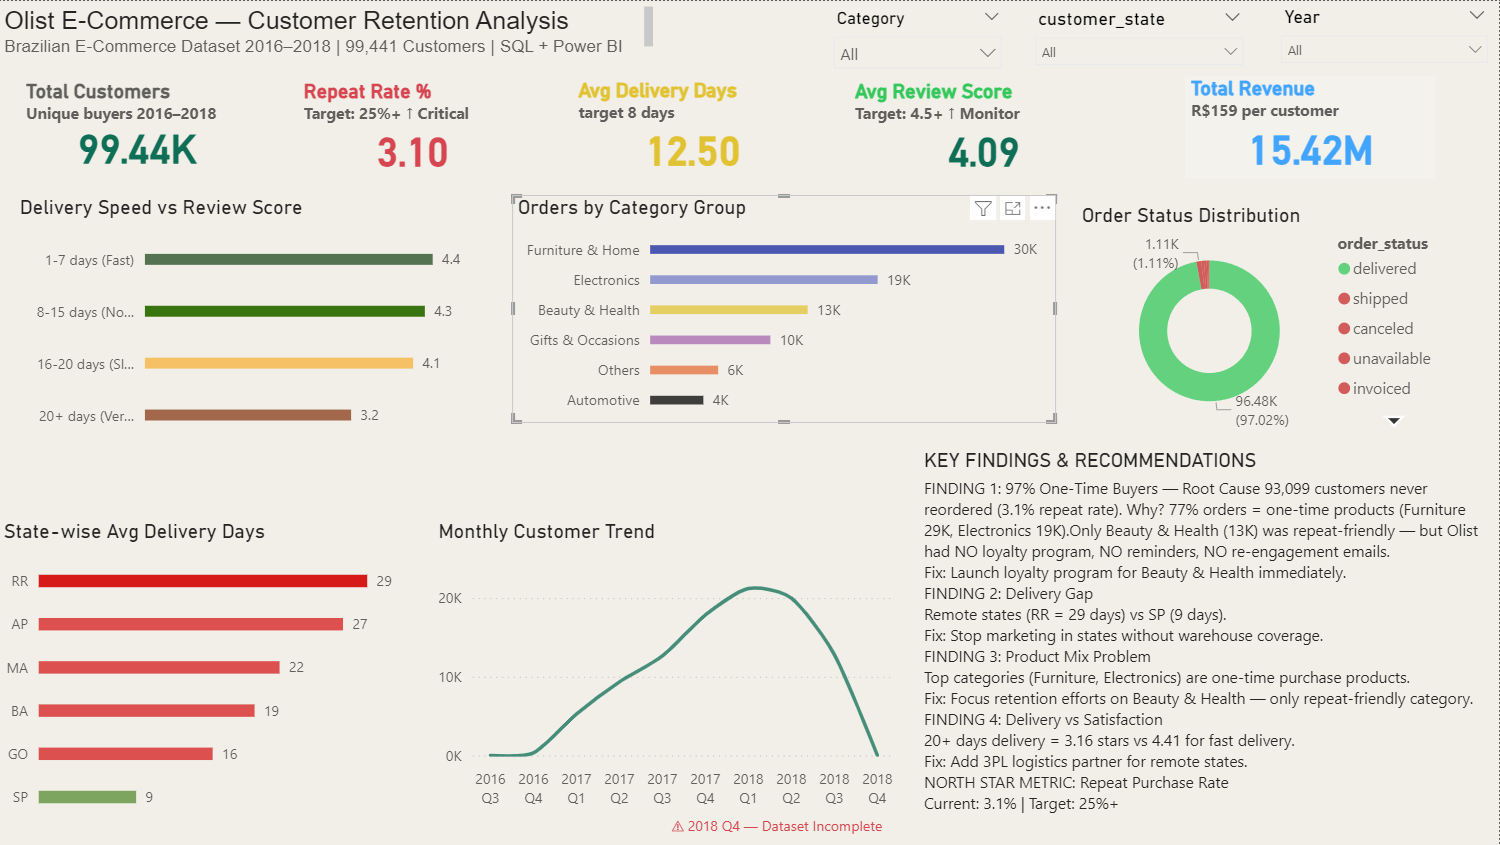 Olist E-Commerce — Customer Retention Analysis
Brazilian E-Commerce Dataset 2016–2018 | 99,441 Customers | SQL + Power BI
Category
All
customer_state
All
Year
All
Total Customers
Unique buyers 2016–2018
99.44K
Repeat Rate %
Target: 25%+ ↑ Critical
3.10
Avg Delivery Days
target 8 days
12.50
Avg Review Score
Target: 4.5+ ↑ Monitor
4.09
Total Revenue
R$159 per customer
15.42M
Delivery Speed vs Review Score
1-7 days (Fast) 4.4
8-15 days (No... 4.3
16-20 days (Sl... 4.1
20+ days (Ver... 3.2
Orders by Category Group
Furniture & Home 30K
Electronics 19K
Beauty & Health 13K
Gifts & Occasions 10K
Others 6K
Automotive 4K
Order Status Distribution
1.11K
(1.11%)
96.48K
(97.02%)
order_status
delivered
shipped
canceled
unavailable
invoiced
State-wise Avg Delivery Days
RR 29
AP 27
MA 22
BA 19
GO 16
SP 9
Monthly Customer Trend
20K
10K
0K
2016 2016 2017 2017 2017 2017 2018 2018 2018 2018
Q3 Q4 Q1 Q2 Q3 Q4 Q1 Q2 Q3 Q4
⚠ 2018 Q4 — Dataset Incomplete
KEY FINDINGS & RECOMMENDATIONS
FINDING 1: 97% One-Time Buyers — Root Cause 93,099 customers never
reordered (3.1% repeat rate). Why? 77% orders = one-time products (Furniture
29K, Electronics 19K).Only Beauty & Health (13K) was repeat-friendly — but Olist
had NO loyalty program, NO reminders, NO re-engagement emails.
Fix: Launch loyalty program for Beauty & Health immediately.
FINDING 2: Delivery Gap
Remote states (RR = 29 days) vs SP (9 days).
Fix: Stop marketing in states without warehouse coverage.
FINDING 3: Product Mix Problem
Top categories (Furniture, Electronics) are one-time purchase products.
Fix: Focus retention efforts on Beauty & Health — only repeat-friendly category.
FINDING 4: Delivery vs Satisfaction
20+ days delivery = 3.16 stars vs 4.41 for fast delivery.
Fix: Add 3PL logistics partner for remote states.
NORTH STAR METRIC: Repeat Purchase Rate
Current: 3.1% | Target: 25%+